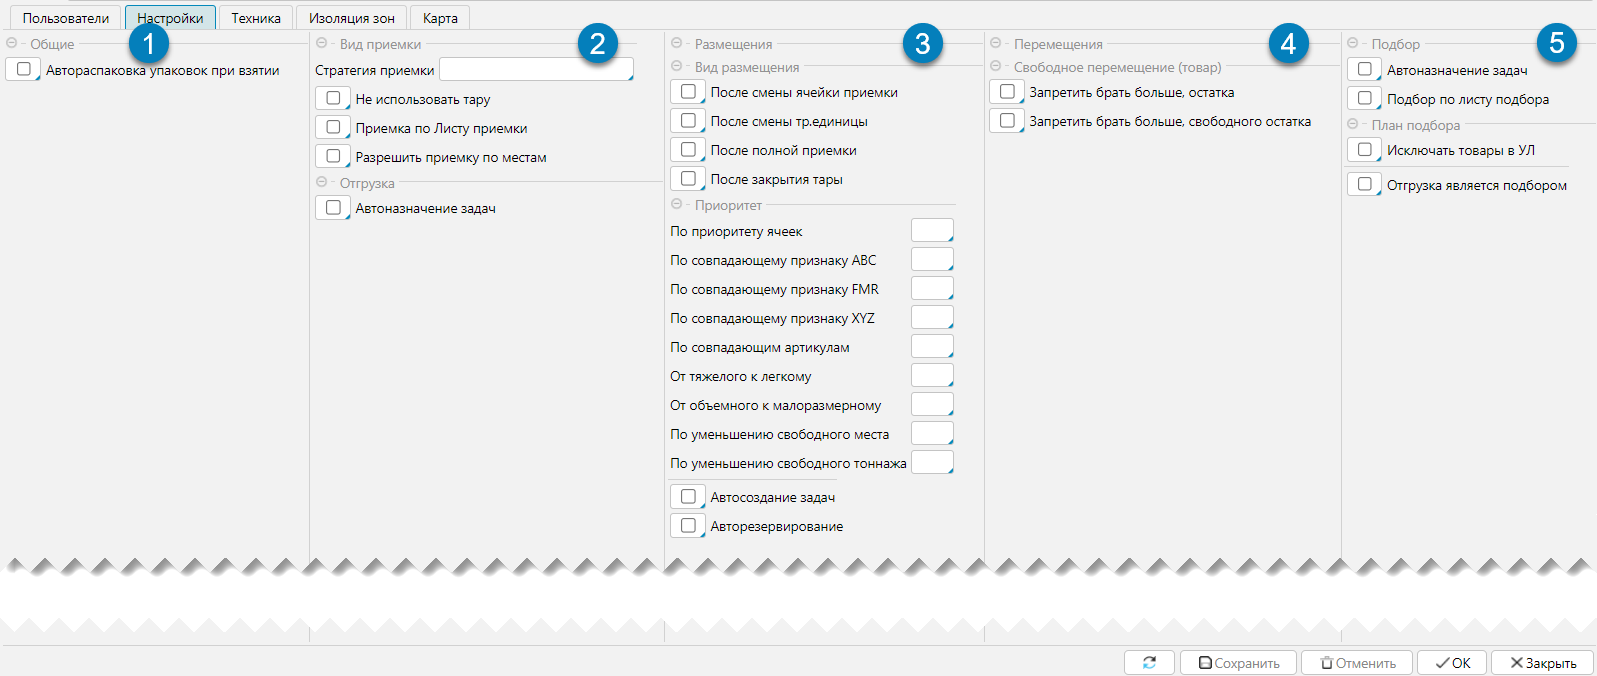 Пользователи
Настройки
Техника
Изоляция зон
Карта
1
Общие
Автораспаковка упаковок при взятии
2
Вид приемки
Стратегия приемки
Не использовать тару
Приемка по Листу приемки
Разрешить приемку по местам
Отгрузка
Автоназначение задач
3
Размещения
Вид размещения
После смены ячейки приемки
После смены тр.единицы
После полной приемки
После закрытия тары
Приоритет
По приоритету ячеек
По совпадающему признаку ABC
По совпадающему признаку FMR
По совпадающему признаку XYZ
По совпадающим артикулам
От тяжелого к легкому
От объемного к малоразмерному
По уменьшению свободного места
По уменьшению свободного тоннажа
Автосоздание задач
Авторезервирование
4
Перемещения
Свободное перемещение (товар)
Запретить брать больше, остатка
Запретить брать больше, свободного остатка
5
Подбор
Автоназначение задач
Подбор по листу подбора
План подбора
Исключать товары в УЛ
Отгрузка является подбором
Сохранить
Отменить
ОК
Закрыть